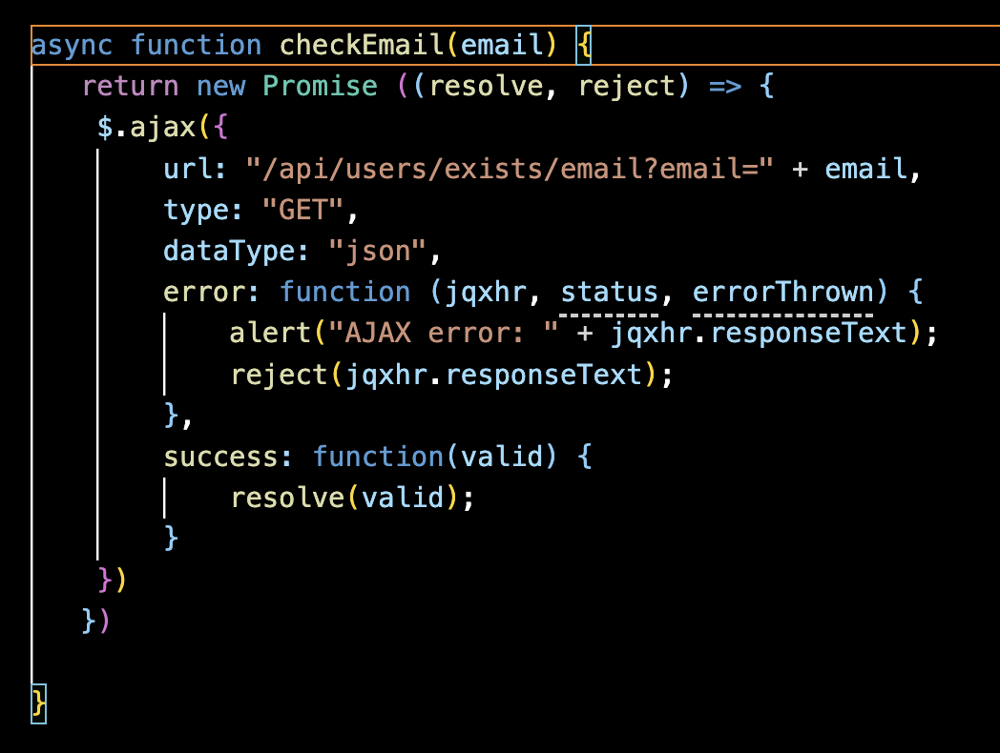 async function checkEmail(email) {
return new Promise ((resolve, reject) => {
$.ajax({
url: "/api/users/exists/email?email=" + email,
type: "GET",
dataType: "json",
error: function (jqxhr, status, errorThrown) {
alert("AJAX error: " + jqxhr.responseText);
reject(jqxhr.responseText);
},
success: function(valid) {
resolve(valid);
}
})
})
}